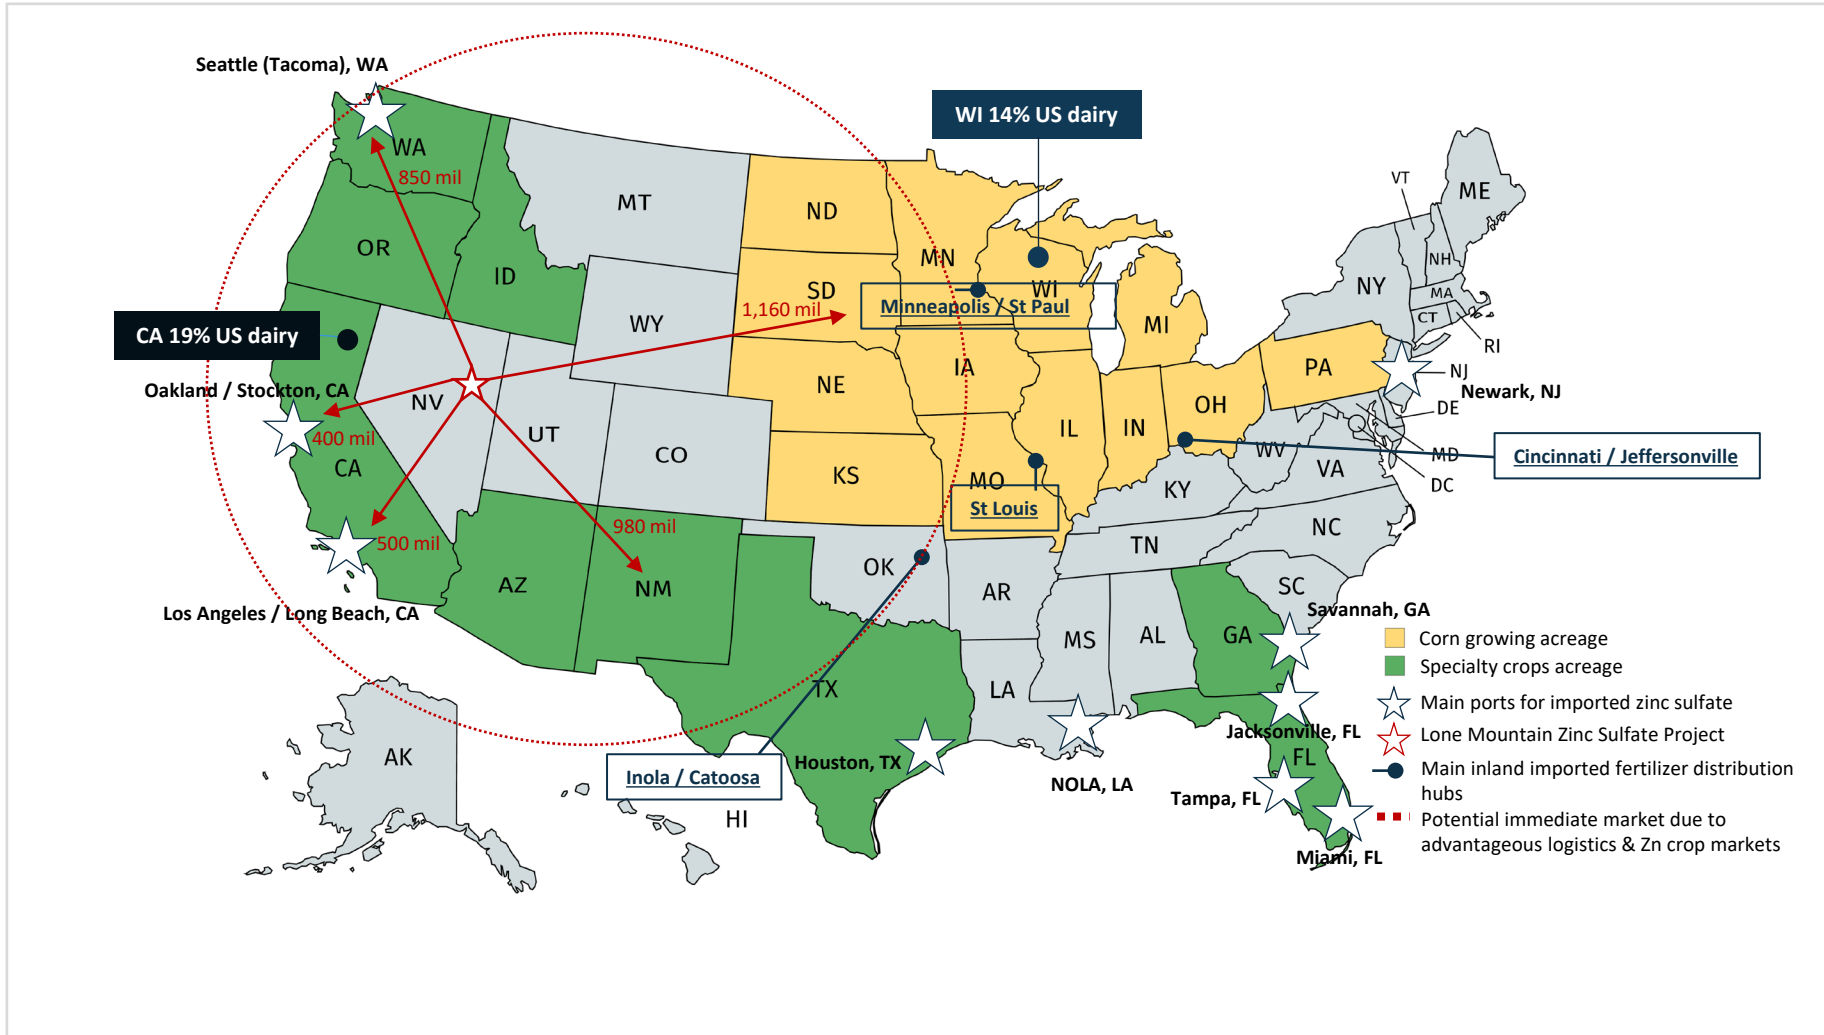 Seattle (Tacoma), WA
WI 14% US dairy
WA
850 mil
MT
ND
MN
VT
ME
OR
ID
NH
WI
SD
NY
MA
1,160 mil
Minneapolis / St Paul
WY
MI
CT
CA 19% US dairy
RI
IA
PA
NJ
NE
Oakland / Stockton, CA
Newark, NJ
NV
OH
DE
UT
IL
IN
400 mil
CO
WV
MD
Cincinnati / Jeffersonville
CA
VA
KS
MO
KY
DC
St Louis
980 mil
NC
500 mil
TN
OK
AZ
NM
AR
SC
Los Angeles / Long Beach, CA
Savannah, GA
MS
AL
GA
Corn growing acreage
Specialty crops acreage
TX
LA
Main ports for imported zinc sulfate
Jacksonville, FL
Lone Mountain Zinc Sulfate Project
AK
FL
Houston, TX
Main inland imported fertilizer distribution
hubs
Inola / Catoosa
NOLA, LA
Tampa, FL
HI
Potential immediate market due to
advantageous logistics & Zn crop markets
Miami, FL